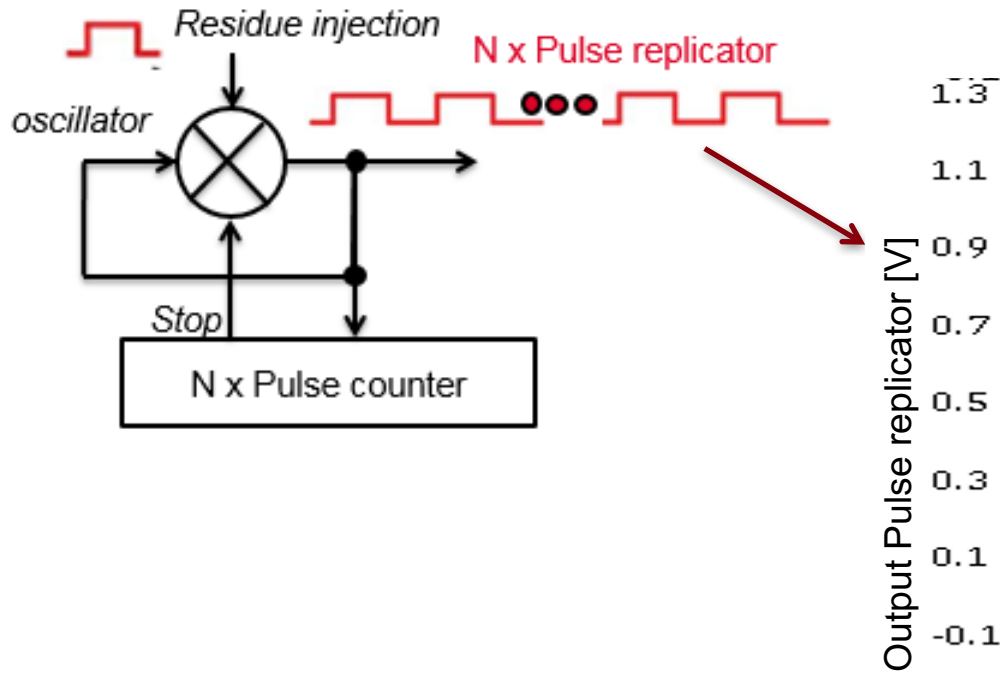 Residue injection
N x Pulse replicator
oscillator
Stop
N x Pulse counter
Output Pulse replicator [V]
1.3
1.1
0.9
0.7
0.5
0.3
0.1
-0.1